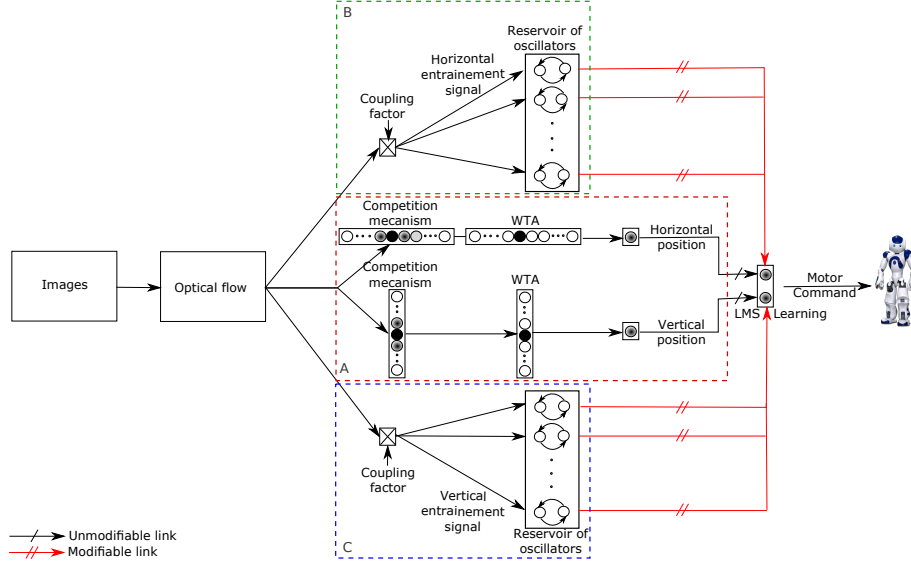 B
Reservoir of
oscillators
Horizontal
entrainement
signal
Coupling
factor
Competition
mecanism
WTA
Horizontal
position
Images
Optical flow
Competition
mecanism
WTA
Motor
Command
LMS Learning
Vertical
position
A
Coupling
factor
Vertical
entrainement
signal
Reservoir of
oscillators
C
Unmodifiable link
Modifiable link